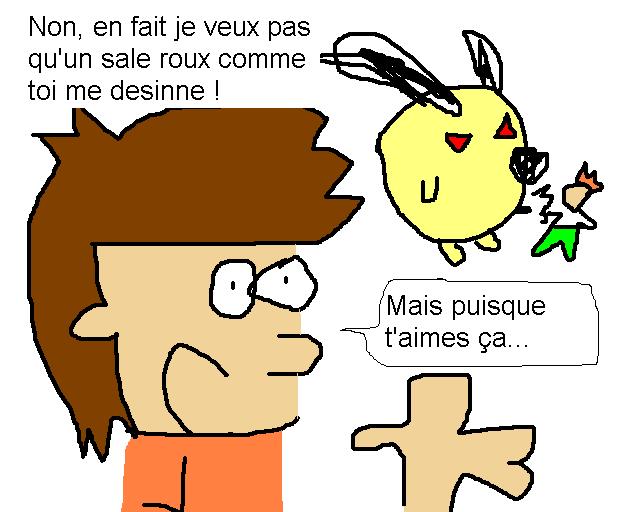 Non, en fait je veux pas
qu'un sale roux comme
toi me desinne !
Mais puisque
t'aimes ça...